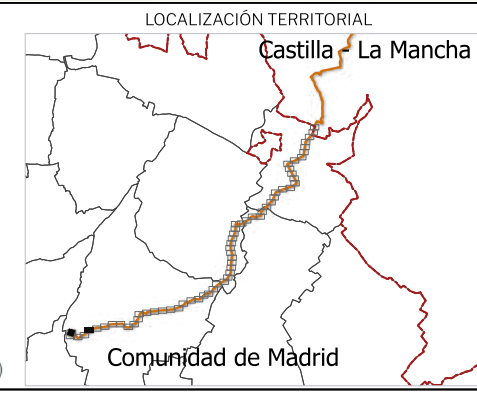 LOCALIZACIÓN TERRITORIAL
Castilla - La Mancha
Comunidad de Madrid